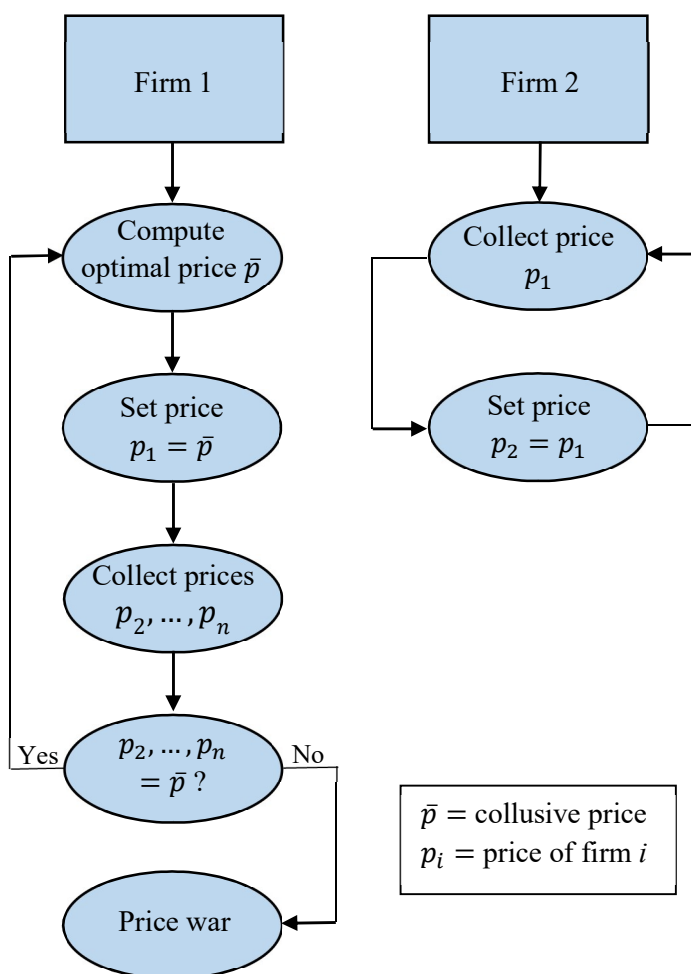 Firm 1
Compute
optimal price p̄
Set price
p₁ = p̄
Collect prices
p₂, … , pₙ
p₂, … , pₙ
= p̄ ?
Yes
No
Price war
Firm 2
Collect price
p₁
Set price
p₂ = p₁
p̄ = collusive price
pᵢ = price of firm i